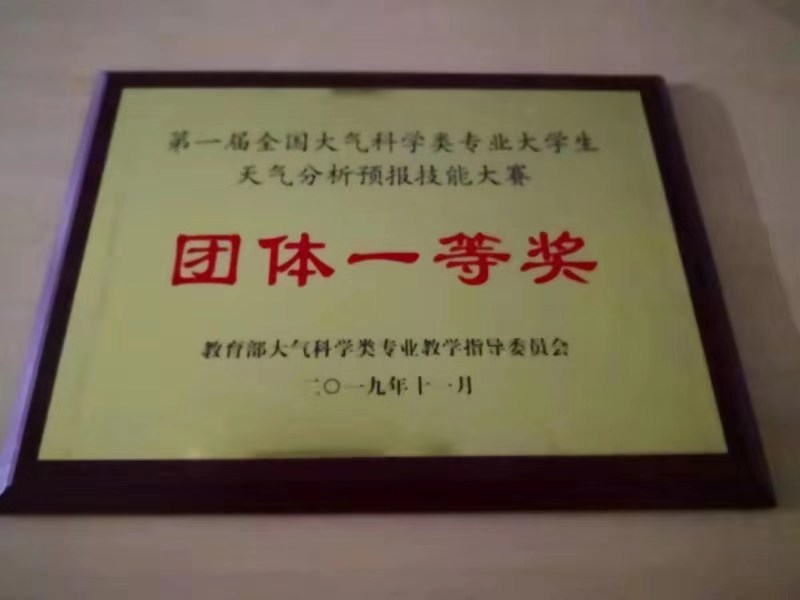 第一届全国大气科学类专业大学生
天气分析预报技能大赛
团体一等奖
教育部大气科学类专业教学指导委员会
二〇一九年十一月